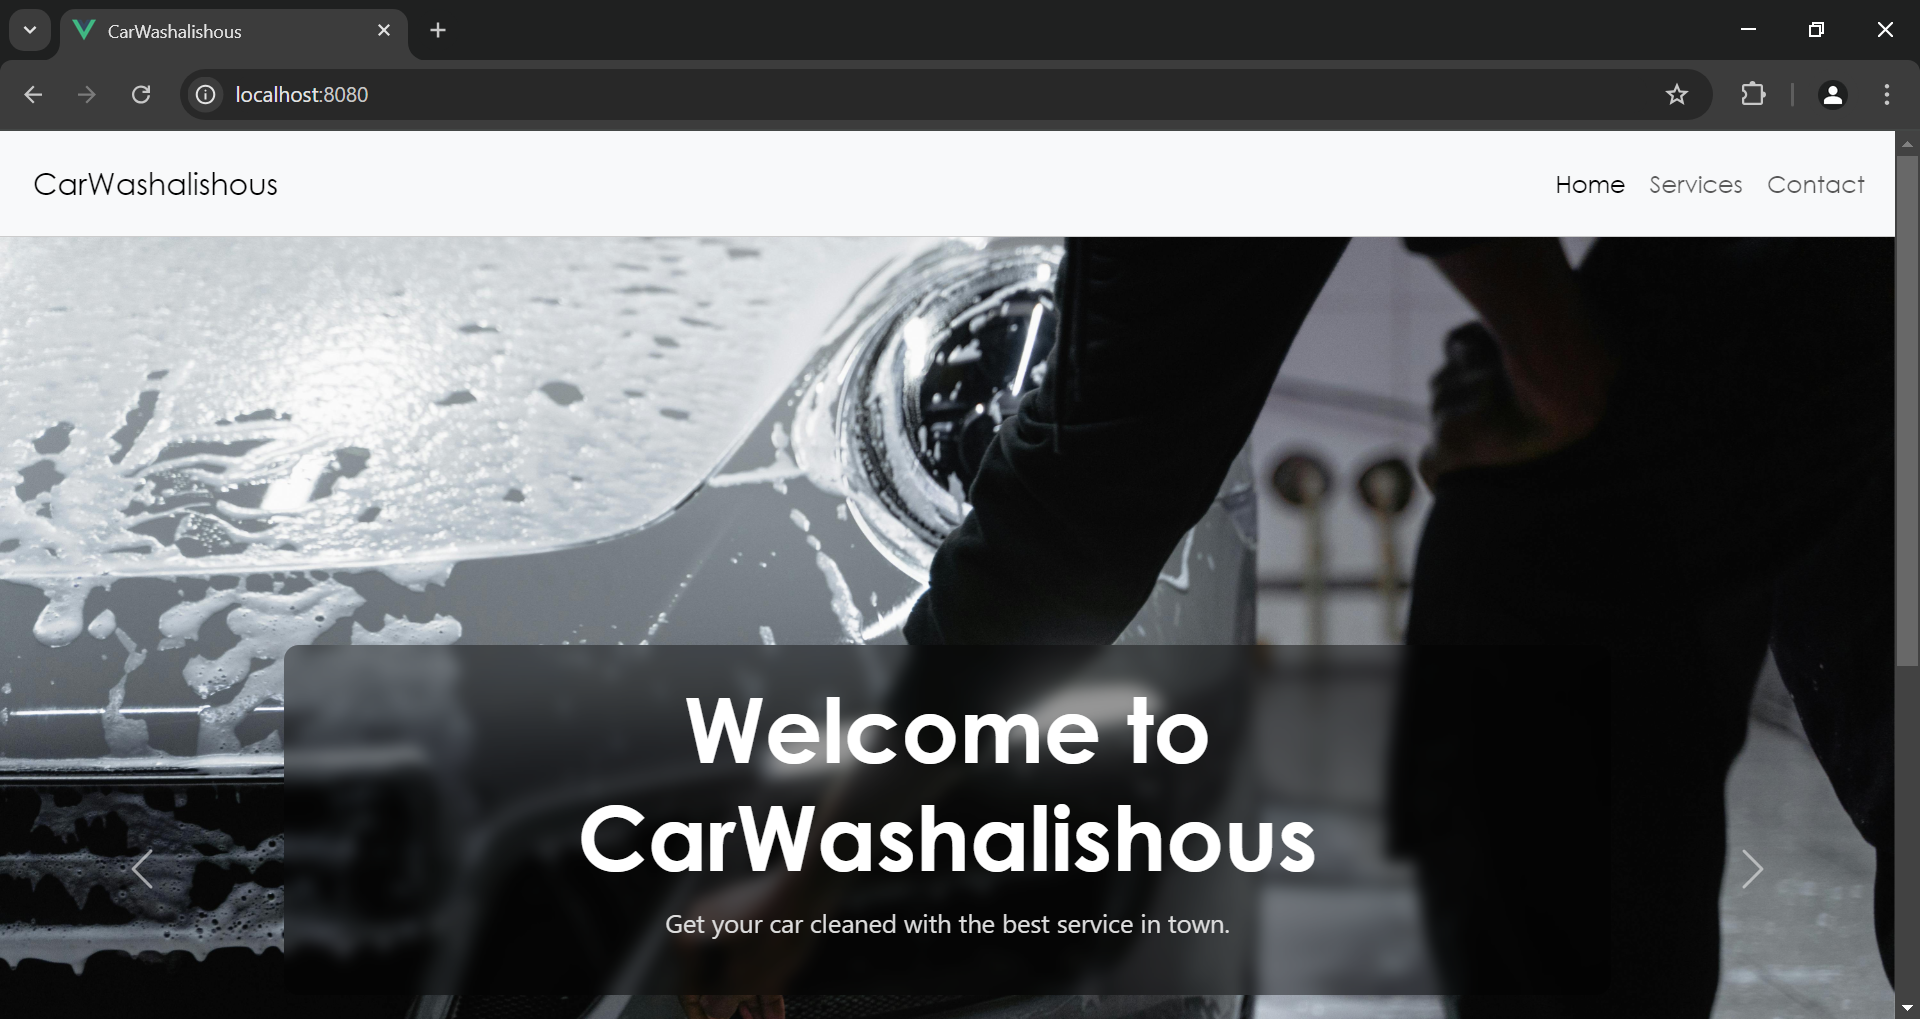 CarWashalishous
localhost:8080
CarWashalishous
Home Services Contact
Welcome to
CarWashalishous
Get your car cleaned with the best service in town.